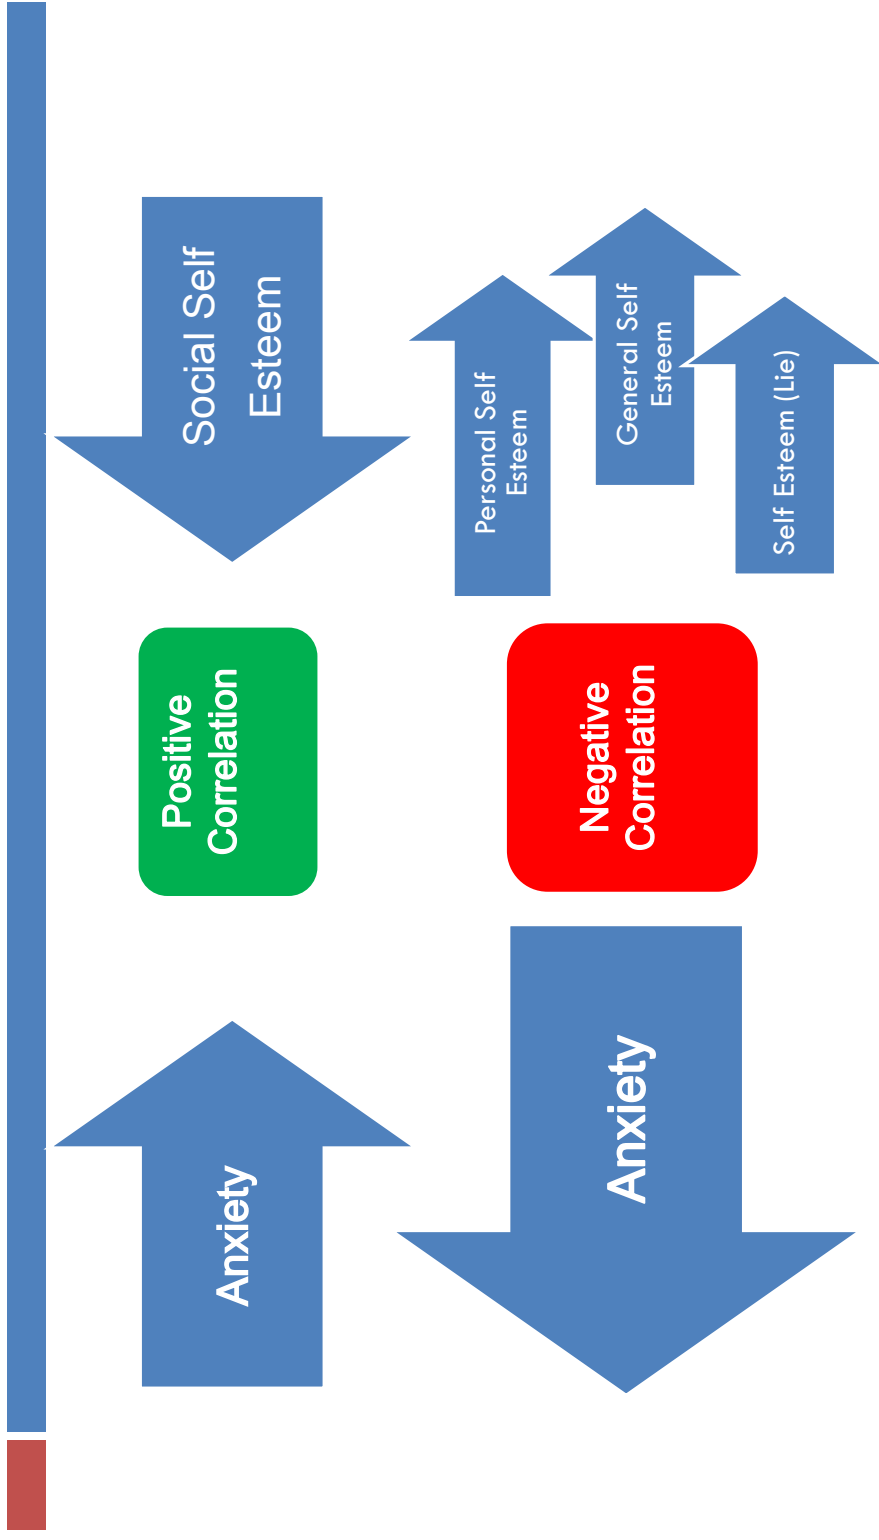 Anxiety
Positive
Correlation
Social Self
Esteem
Anxiety
Negative
Correlation
Personal Self
Esteem
General Self
Esteem
Self Esteem (Lie)